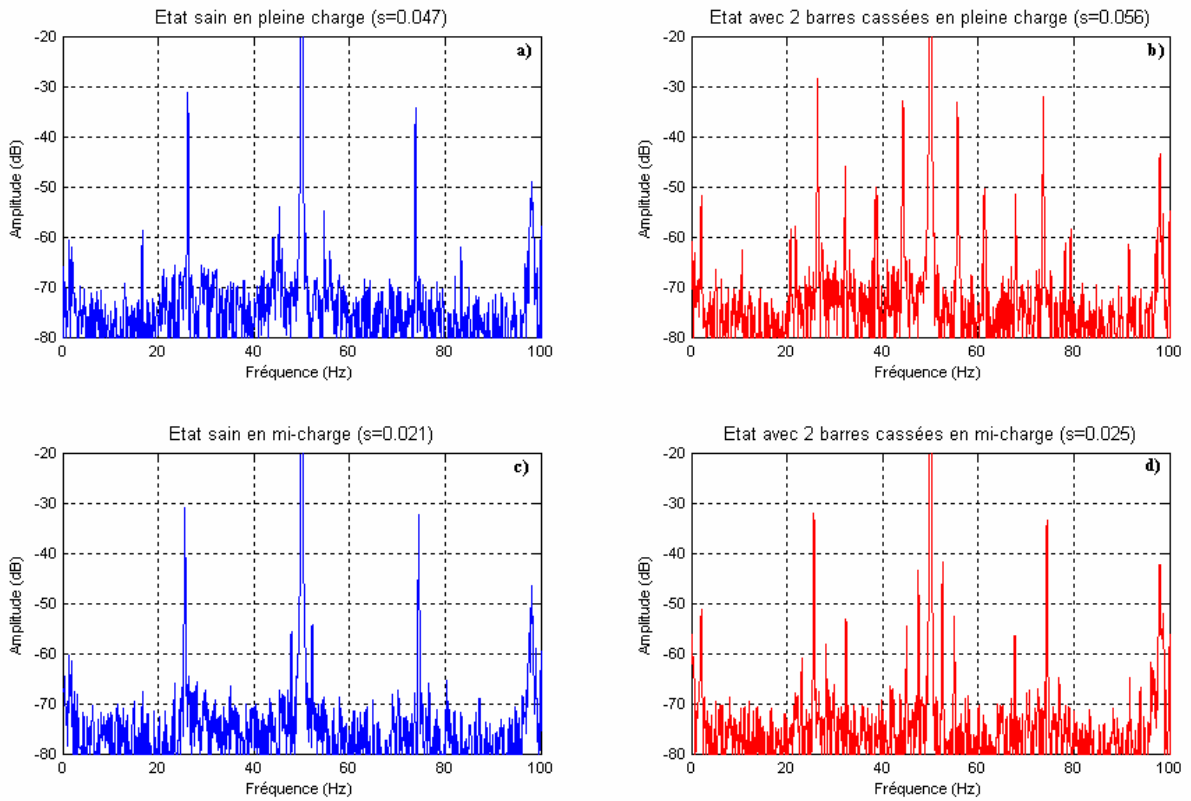 Etat sain en pleine charge (s=0.047)
a)
Amplitude (dB)
-20
-30
-40
-50
-60
-70
-80
0 20 40 60 80 100
Fréquence (Hz)
Etat avec 2 barres cassées en pleine charge (s=0.056)
b)
Amplitude (dB)
-20
-30
-40
-50
-60
-70
-80
0 20 40 60 80 100
Fréquence (Hz)
Etat sain en mi-charge (s=0.021)
c)
Amplitude (dB)
-20
-30
-40
-50
-60
-70
-80
0 20 40 60 80 100
Fréquence (Hz)
Etat avec 2 barres cassées en mi-charge (s=0.025)
d)
Amplitude (dB)
-20
-30
-40
-50
-60
-70
-80
0 20 40 60 80 100
Fréquence (Hz)